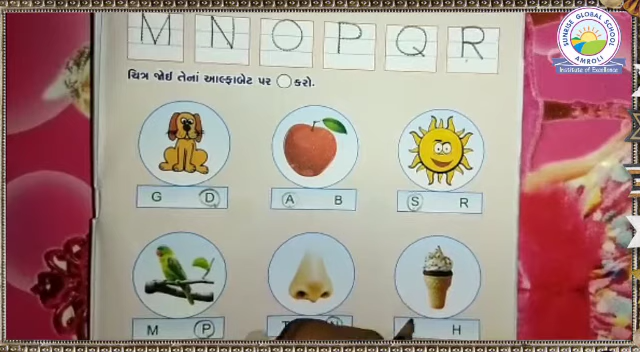 M N O P Q R
SUNRISE GLOBAL SCHOOL
AMROLI
Institute of Excellence
ચિત્ર જોઈ તેનાં આલ્ફાબેટ પર ◯ કરો.
G D
A B
S R
M P
N
H